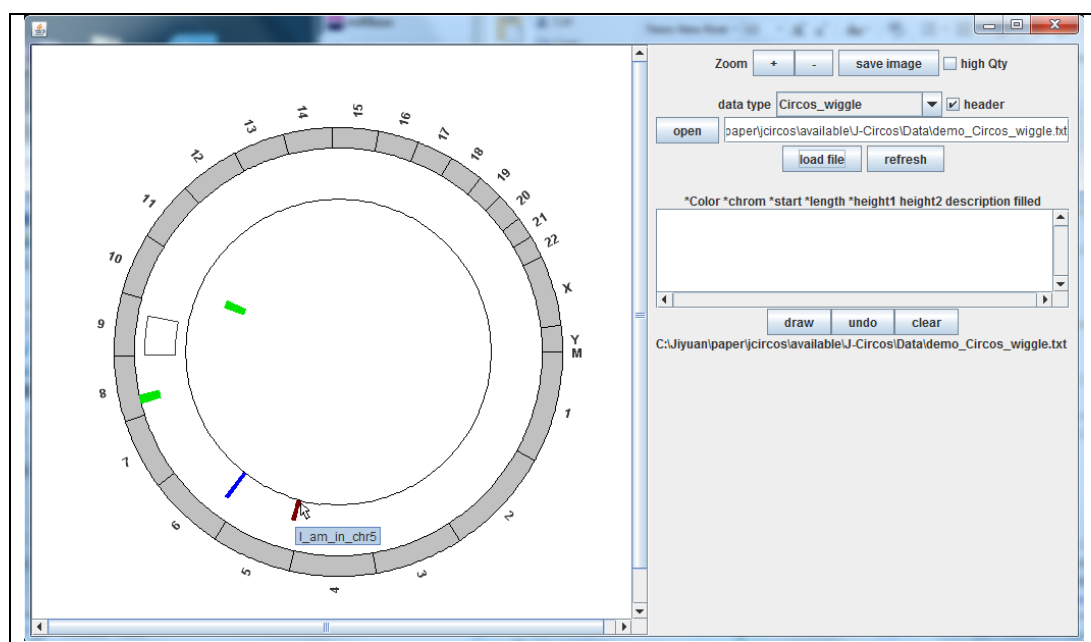 Zoom + - save image high Qty
data type Circos_wiggle header
open paper\jcircos\available\J-Circos\Data\demo_Circos_wiggle.txt
load file refresh
*Color *chrom *start *length *height1 height2 description filled
draw undo clear
C:\Jiyuan\paper\jcircos\available\J-Circos\Data\demo_Circos_wiggle.txt
15
14
16
13
17
12
18
19
11
20
21
22
10
X
9
Y
M
8
1
7
6
2
I_am_in_chr5
5
3
4